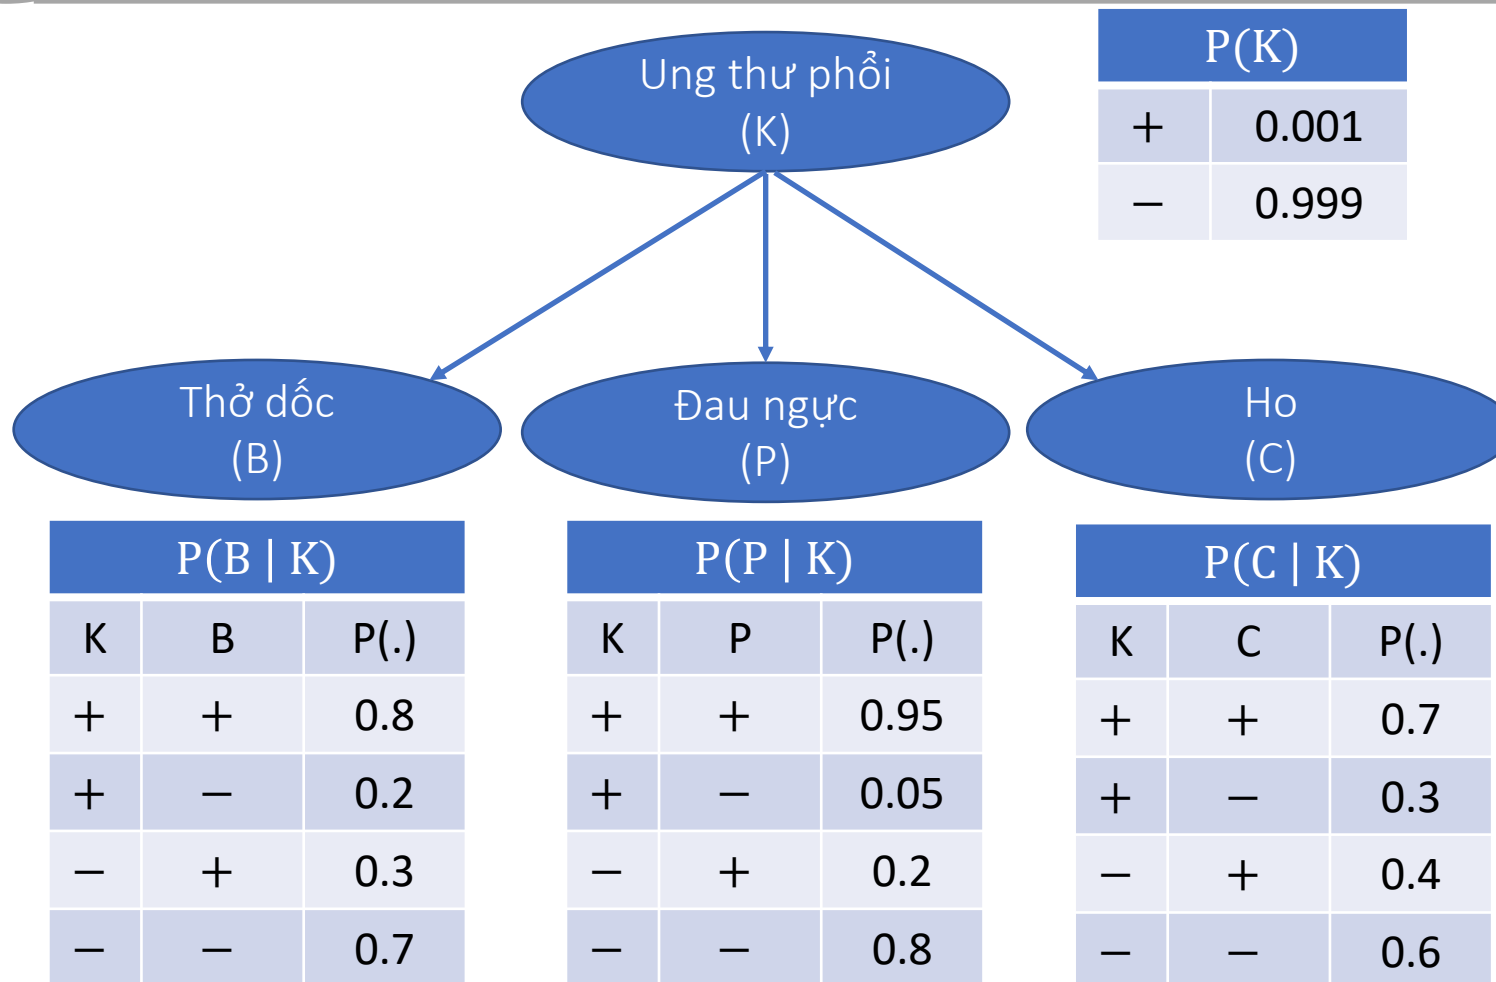 Ung thư phổi
(K)
P(K)
+ 0.001
− 0.999
Thở dốc
(B)
Đau ngực
(P)
Ho
(C)
P(B | K)
K B P(.)
+ + 0.8
+ − 0.2
− + 0.3
− − 0.7
P(P | K)
K P P(.)
+ + 0.95
+ − 0.05
− + 0.2
− − 0.8
P(C | K)
K C P(.)
+ + 0.7
+ − 0.3
− + 0.4
− − 0.6